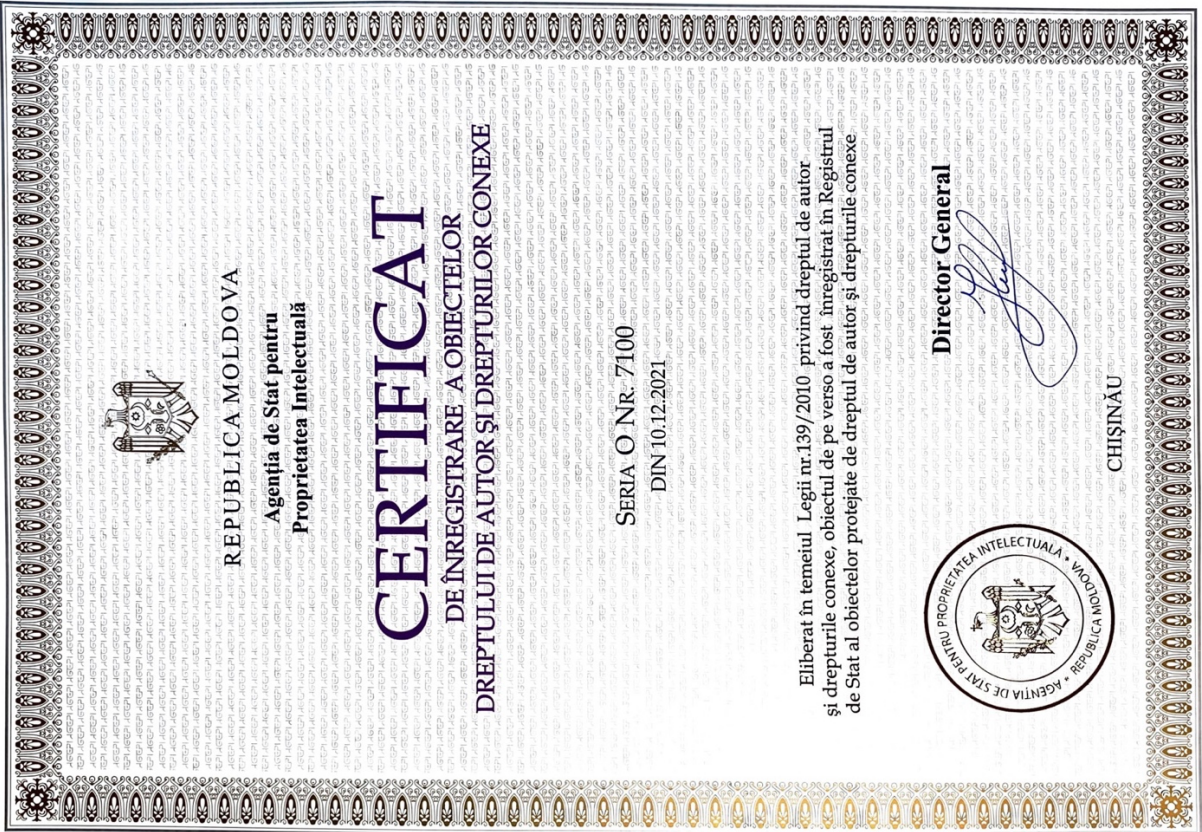 REPUBLICA MOLDOVA
Agenția de Stat pentru
Proprietatea Intelectuală
CERTIFICAT
DE ÎNREGISTRARE A OBIECTELOR
DREPTULUI DE AUTOR ȘI DREPTURILOR CONEXE
SERIA O NR. 7100
DIN 10.12.2021
Eliberat în temeiul Legii nr.139/2010 privind dreptul de autor
și drepturile conexe, obiectul de pe verso a fost înregistrat în Registrul
de Stat al obiectelor protejate de dreptul de autor și drepturile conexe
Director General
AGENȚIA DE STAT PENTRU PROPRIETATEA INTELECTUALĂ * REPUBLICA MOLDOVA *
CHIȘINĂU